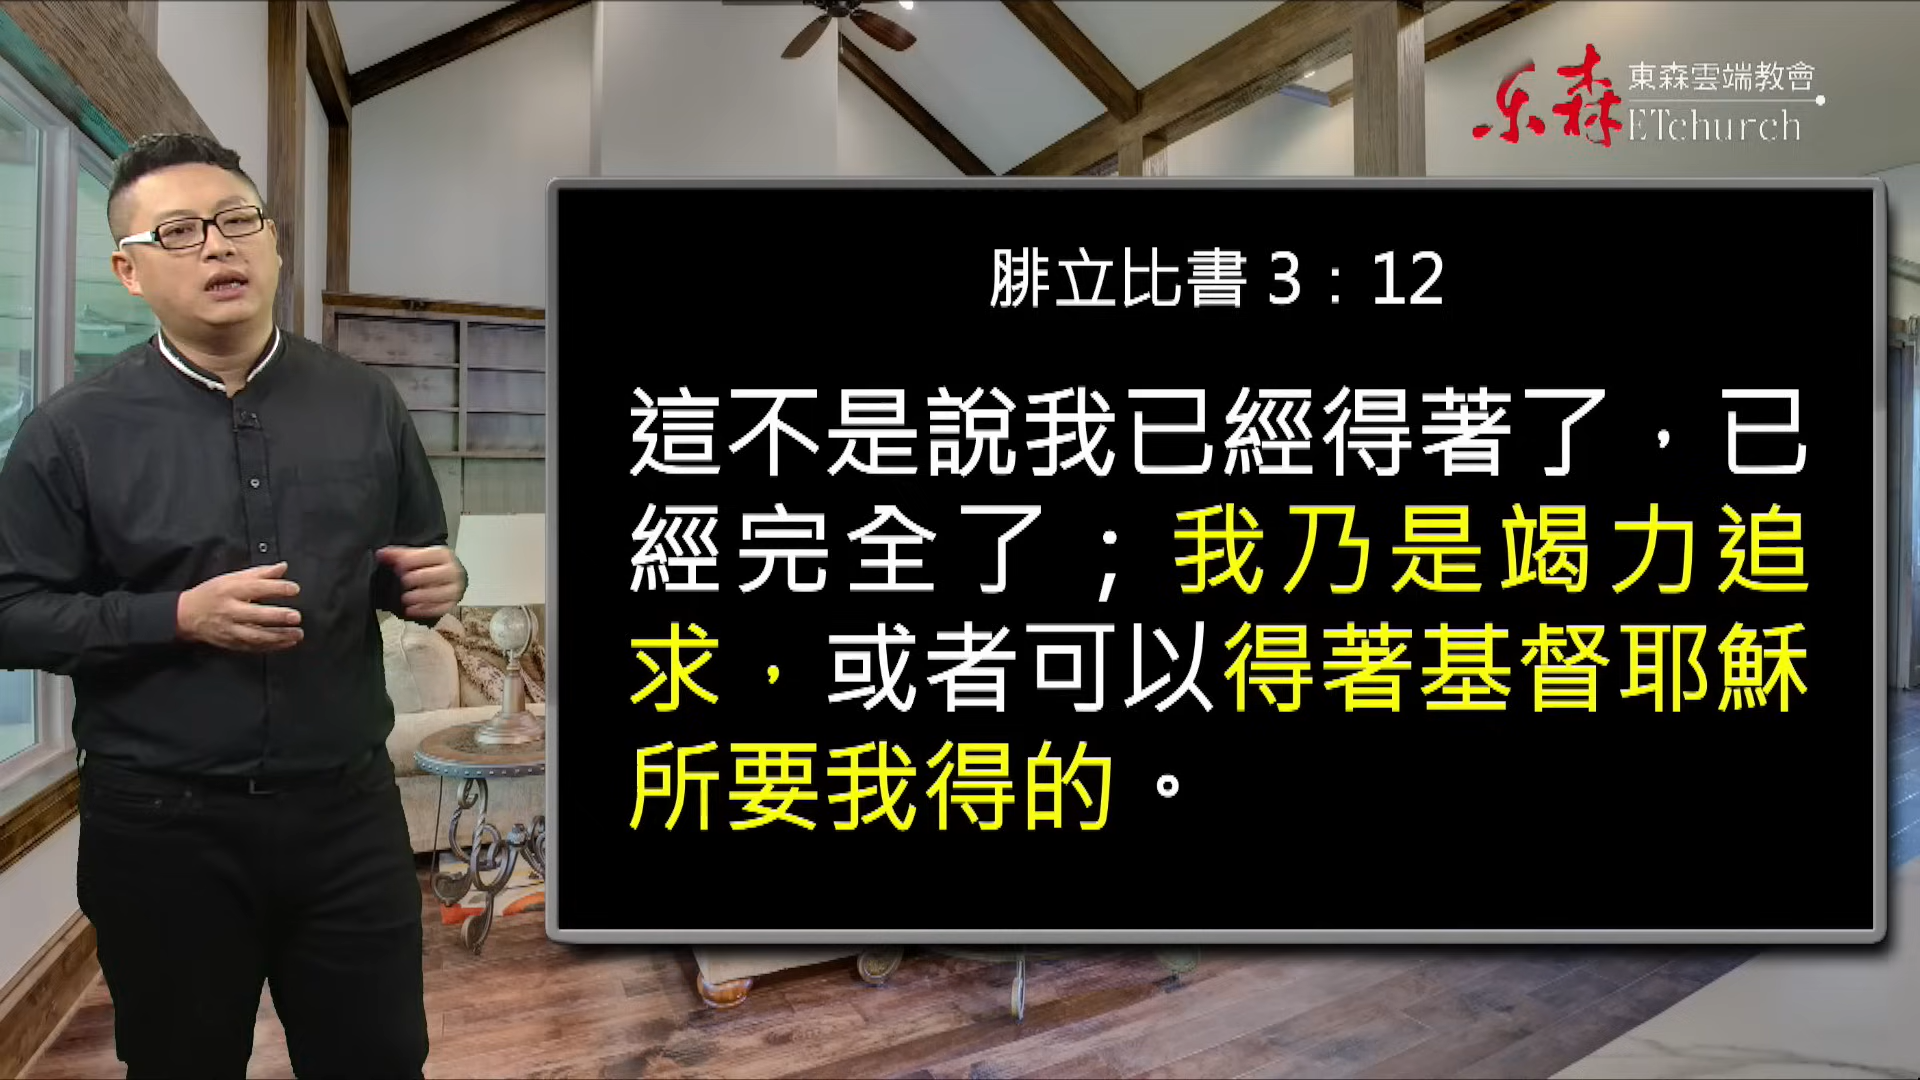 东森 東森雲端教會
ETchurch
腓立比書 3：12
這不是說我已經得著了，已
經完全了；我乃是竭力追
求，或者可以得著基督耶穌
所要我得的。